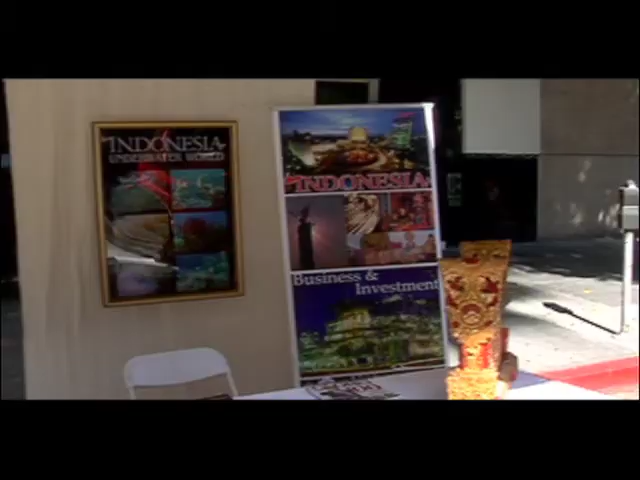 INDONESIA
UNDERWATER WORLD
INDONESIA
Business &
Investment